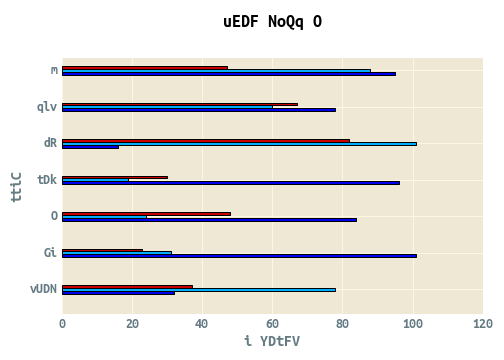 uEDF NoQq O
m
qlv
dR
tDk
O
Gi
vUDN
ttiC
0 20 40 60 80 100 120
i YDtFV